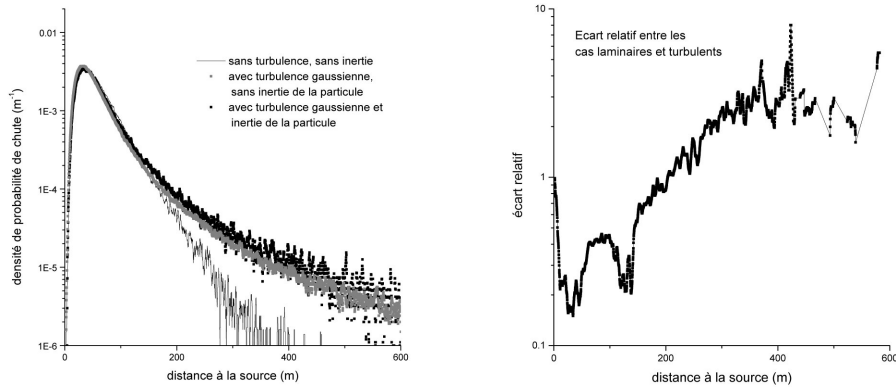 0.01
1E-3
1E-4
1E-5
1E-6
densité de probabilité de chute (m⁻¹)
sans turbulence, sans inertie
avec turbulence gaussienne,
sans inertie de la particule
avec turbulence gaussienne et
inertie de la particule
0
200
400
600
distance à la source (m)
10
1
0.1
écart relatif
Ecart relatif entre les
cas laminaires et turbulents
0
200
400
600
distance à la source (m)